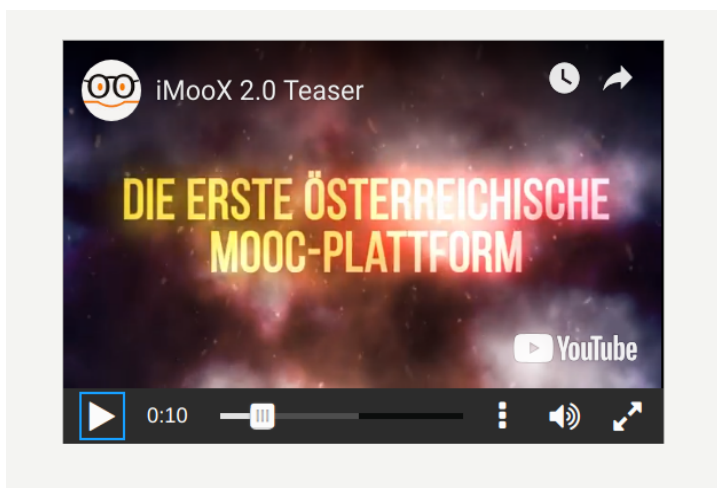 iMooX 2.0 Teaser
DIE ERSTE ÖSTERREICHISCHE
MOOC-PLATTFORM
YouTube
0:10